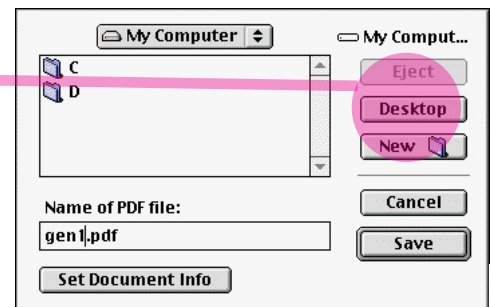 My Computer
My Comput...
C
D
Eject
Desktop
New
Name of PDF file:
gen1.pdf
Cancel
Save
Set Document Info